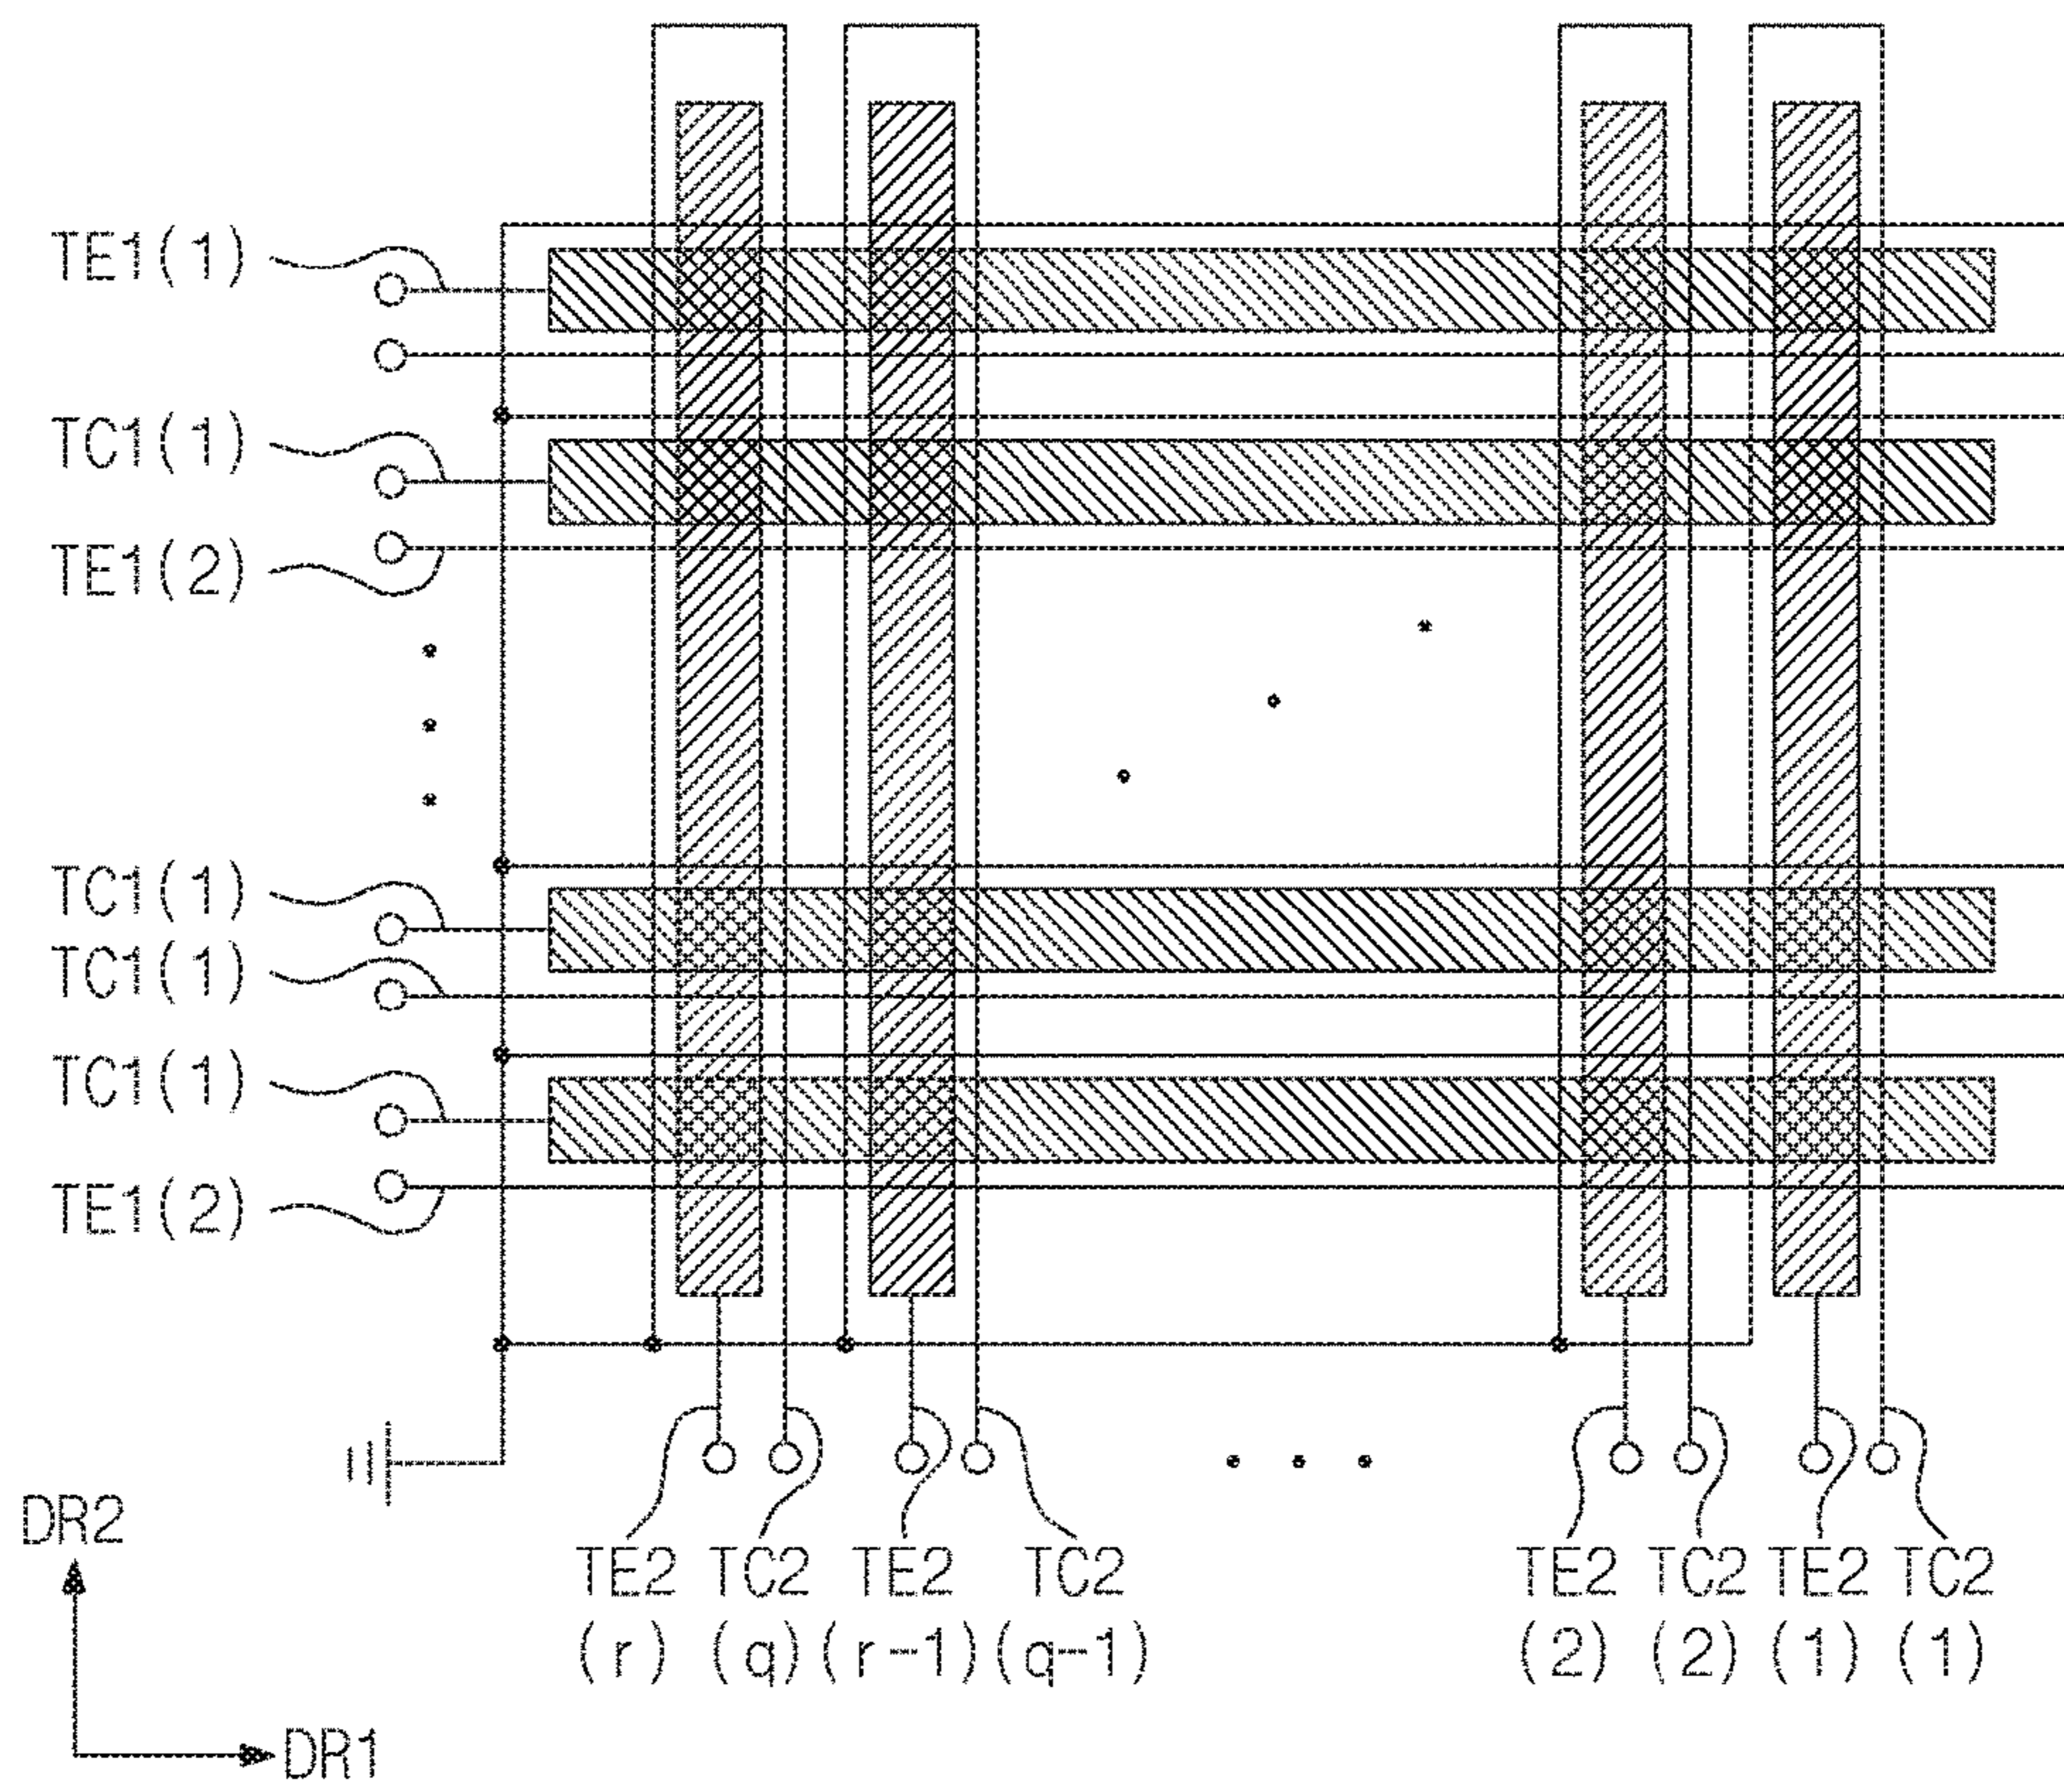 TE1(1)
TC1(1)
TE1(2)
TC1(1)
TC1(1)
TC1(1)
TE1(2)
DR2
DR1
TE2 TC2 TE2 TC2 TE2 TC2 TE2 TC2
(r) (q) (r-1) (q-1) (2) (2) (1) (1)